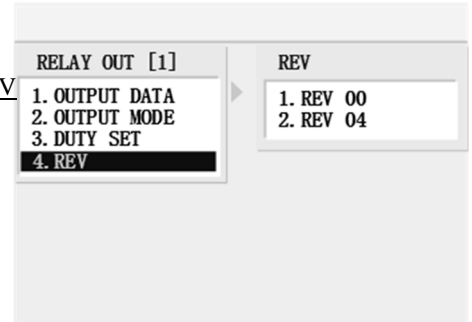 RELAY OUT [1]
1. OUTPUT DATA
2. OUTPUT MODE
3. DUTY SET
4. REV
REV
1. REV 00
2. REV 04
V